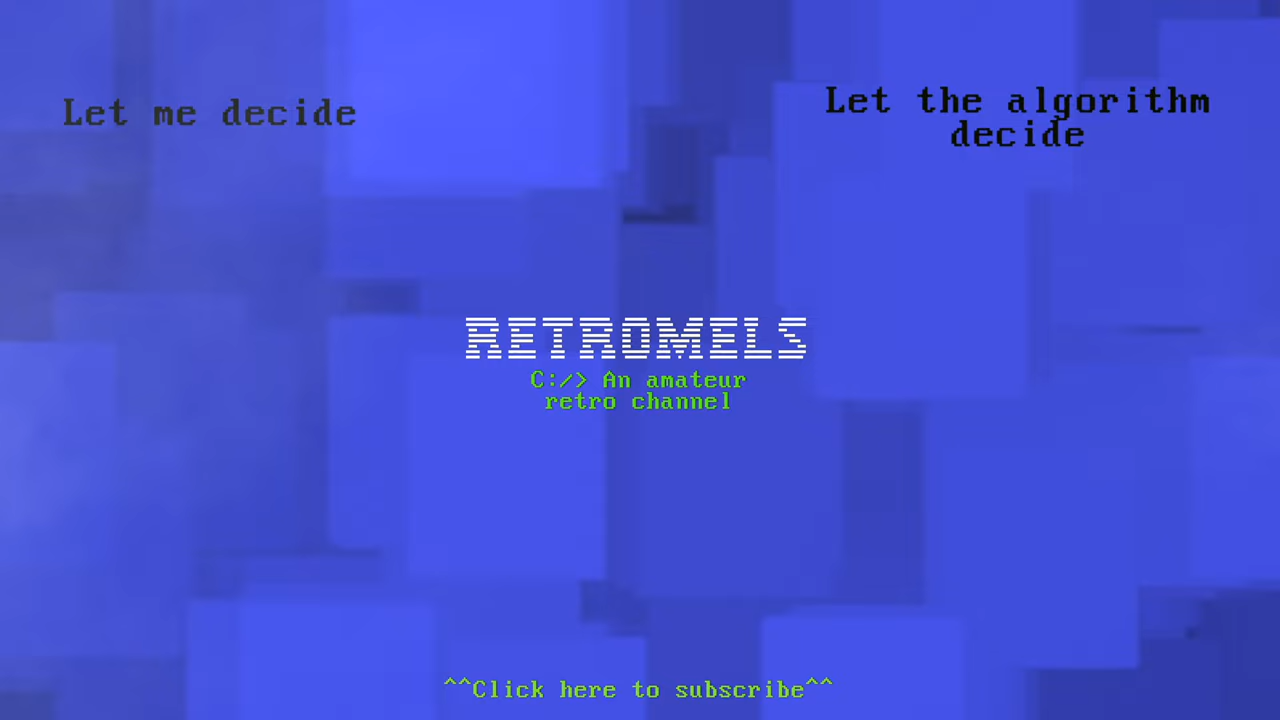 Let me decide
Let the algorithm
decide
RETROMELS
C:/> An amateur
retro channel
^^Click here to subscribe^^